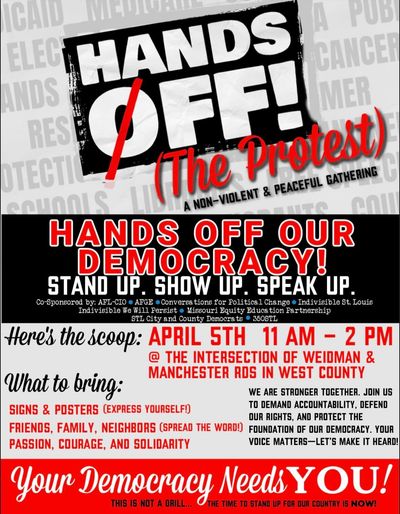 HANDS
OFF!
(The Protest)
A NON-VIOLENT & PEACEFUL GATHERING
HANDS OFF OUR
DEMOCRACY!
STAND UP. SHOW UP. SPEAK UP.
Co-Sponsored by: AFL-CIO • AFGE • Conversations for Political Change • Indivisible St. Louis
Indivisible We Will Persist • Missouri Equity Education Partnership
STL City and County Democrats • 350STL
Here's the scoop: APRIL 5TH 11 AM – 2 PM
@ THE INTERSECTION OF WEIDMAN &
MANCHESTER RDS IN WEST COUNTY
What to bring:
SIGNS & POSTERS (EXPRESS YOURSELF!)
FRIENDS, FAMILY, NEIGHBORS (SPREAD THE WORD!)
PASSION, COURAGE, AND SOLIDARITY
WE ARE STRONGER TOGETHER. JOIN US
TO DEMAND ACCOUNTABILITY, DEFEND
OUR RIGHTS, AND PROTECT THE
FOUNDATION OF OUR DEMOCRACY. YOUR
VOICE MATTERS—LET'S MAKE IT HEARD!
Your Democracy Needs YOU!
THIS IS NOT A DRILL... THE TIME TO STAND UP FOR OUR COUNTRY IS NOW!